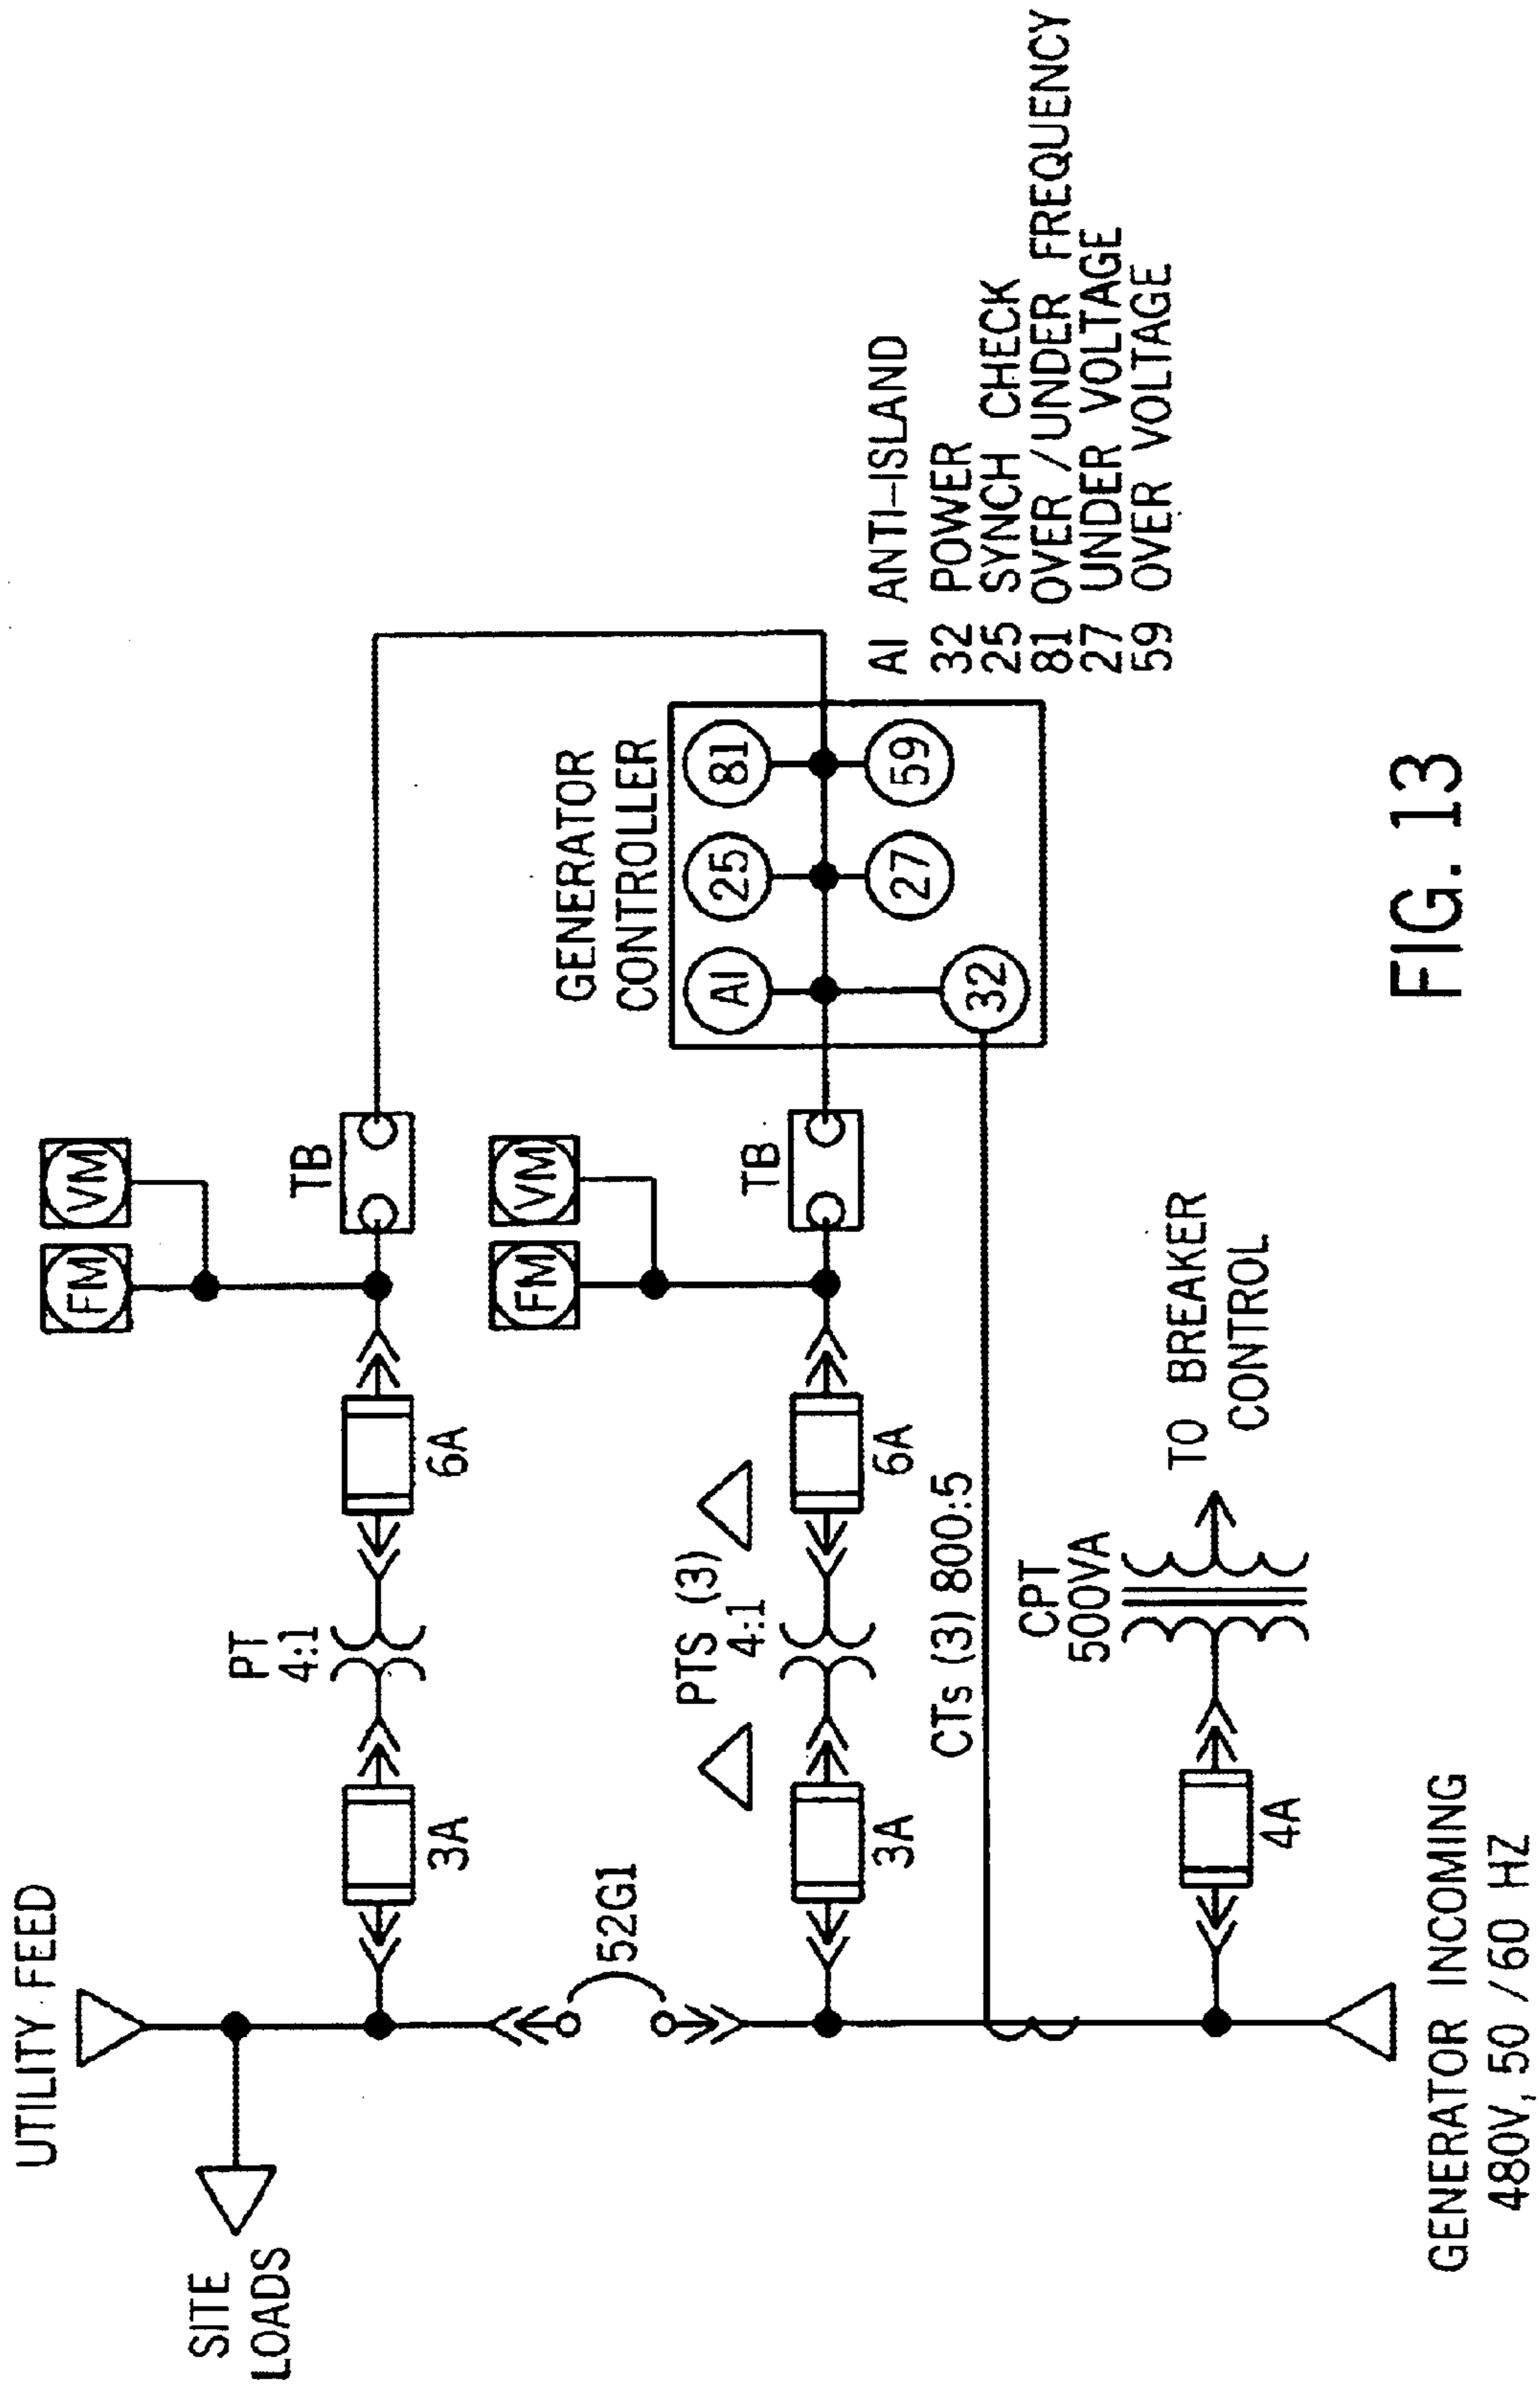 UTILITY FEED
SITE
LOADS
3A
PT
4:1
6A
FM
VM
TB
52G1
3A
PTS (3)
4:1
6A
FM
VM
TB
GENERATOR
CONTROLLER
AI
25
81
27
59
32
CTs (3) 800:5
CPT
500VA
4A
TO BREAKER
CONTROL
GENERATOR INCOMING
480V, 50 /60 HZ
AI ANTI-ISLAND
32 POWER
25 SYNCH CHECK
81 OVER /UNDER FREQUENCY
27 UNDER VOLTAGE
59 OVER VOLTAGE
FIG. 13